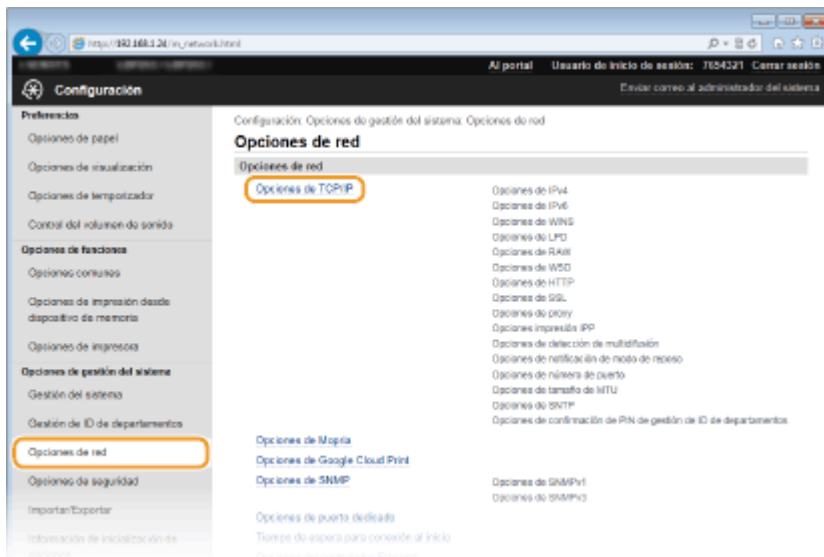 http://192.168.1.24/m_network.html
Al portal Usuario de inicio de sesión: 7654321 Cerrar sesión
Configuración
Enviar correo al administrador del sistema
Preferencias
Opciones de papel
Opciones de visualización
Opciones de temporizador
Control del volumen de sonido
Opciones de funciones
Opciones comunes
Opciones de impresión desde
dispositivo de memoria
Opciones de impresora
Opciones de gestión del sistema
Gestión del sistema
Gestión de ID de departamentos
Opciones de red
Opciones de seguridad
Importar/Exportar
Información de inicialización de
Configuración: Opciones de gestión del sistema: Opciones de red
Opciones de red
Opciones de red
Opciones de TCP/IP
Opciones de IPv4
Opciones de IPv6
Opciones de WINS
Opciones de LPD
Opciones de RAW
Opciones de WSD
Opciones de HTTP
Opciones de SSL
Opciones de proxy
Opciones impresión IPP
Opciones de detección de multidifusión
Opciones de notificación de modo de reposo
Opciones de número de puerto
Opciones de tamaño de MTU
Opciones de SNTP
Opciones de confirmación de PIN de gestión de ID de departamentos
Opciones de Mopria
Opciones de Google Cloud Print
Opciones de SNMP
Opciones de SNMPv1
Opciones de SNMPv3
Opciones de puerto dedicado
Tiempo de espera para conexión al inicio